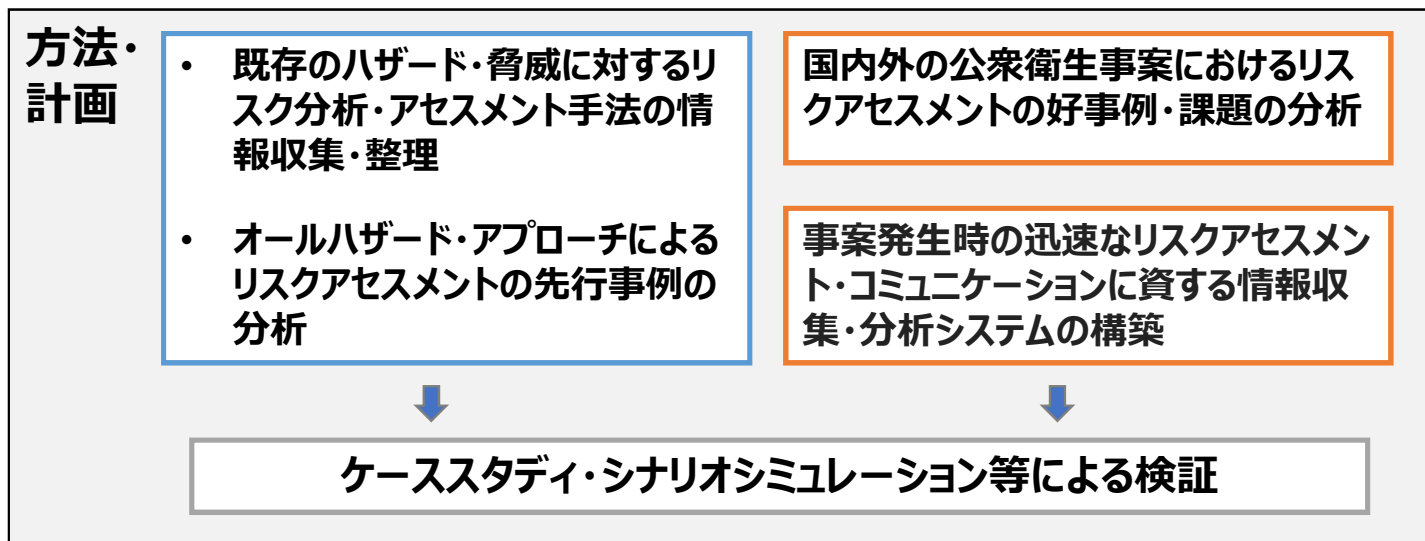 方法・
計画
• 既存のハザード・脅威に対するリ
スク分析・アセスメント手法の情
報収集・整理
• オールハザード・アプローチによる
リスクアセスメントの先行事例の
分析
国内外の公衆衛生事案におけるリス
クアセスメントの好事例・課題の分析
事案発生時の迅速なリスクアセスメン
ト・コミュニケーションに資する情報収
集・分析システムの構築
ケーススタディ・シナリオシミュレーション等による検証